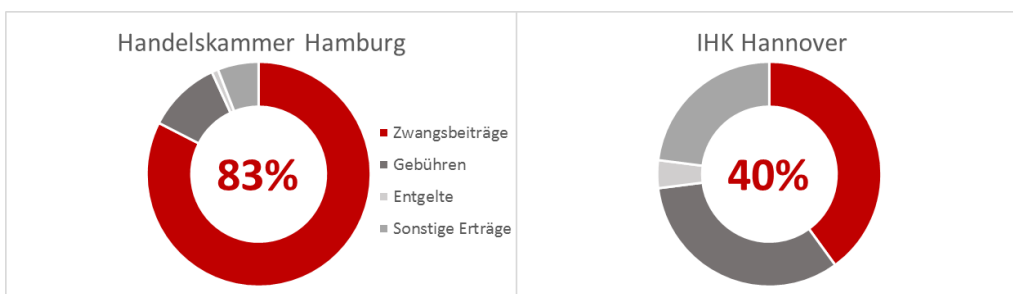 Handelskammer Hamburg
83%
Zwangsbeiträge
Gebühren
Entgelte
Sonstige Erträge
IHK Hannover
40%